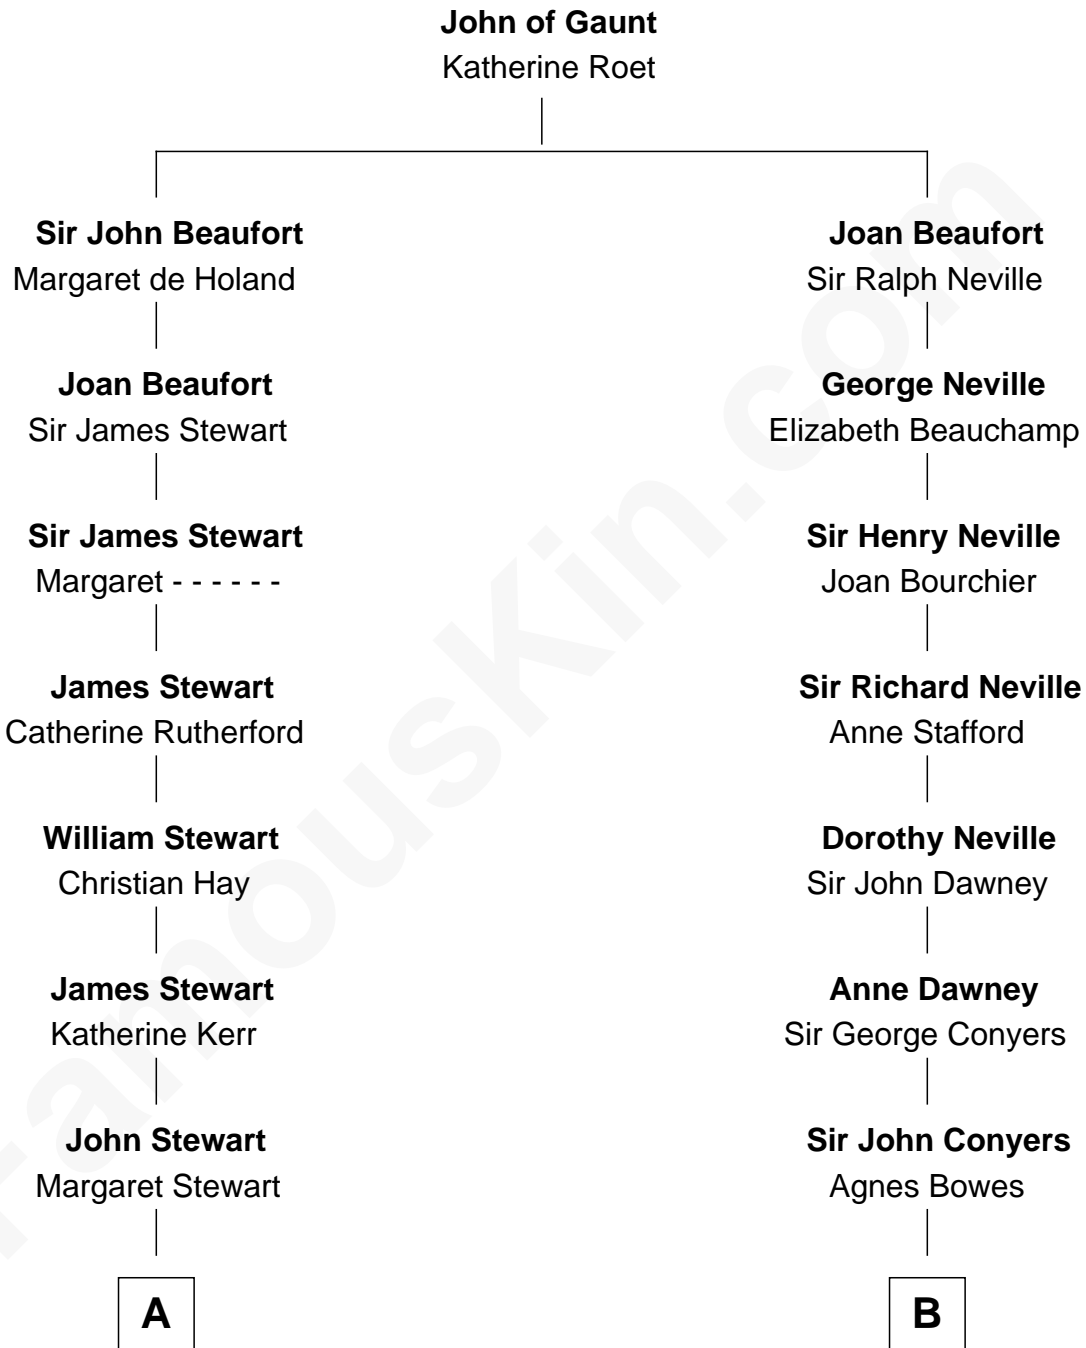 John of Gaunt
Katherine Roet
Sir John Beaufort
Margaret de Holand
Joan Beaufort
Sir James Stewart
Sir James Stewart
Margaret - - - - - -
James Stewart
Catherine Rutherford
William Stewart
Christian Hay
James Stewart
Katherine Kerr
John Stewart
Margaret Stewart
A
Joan Beaufort
Sir Ralph Neville
George Neville
Elizabeth Beauchamp
Sir Henry Neville
Joan Bourchier
Sir Richard Neville
Anne Stafford
Dorothy Neville
Sir John Dawney
Anne Dawney
Sir George Conyers
Sir John Conyers
Agnes Bowes
B
FamousKin.com